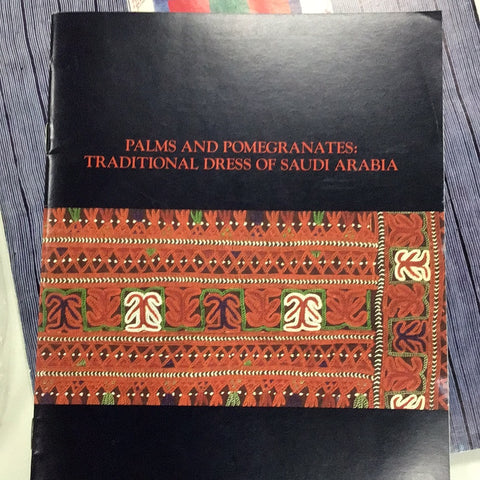 PALMS AND POMEGRANATES:
TRADITIONAL DRESS OF SAUDI ARABIA